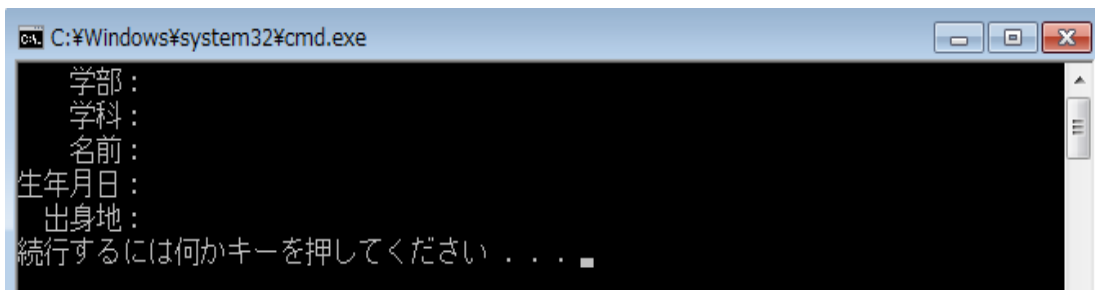 C:¥Windows¥system32¥cmd.exe
学部：
学科：
名前：
生年月日：
出身地：
続行するには何かキーを押してください . . .